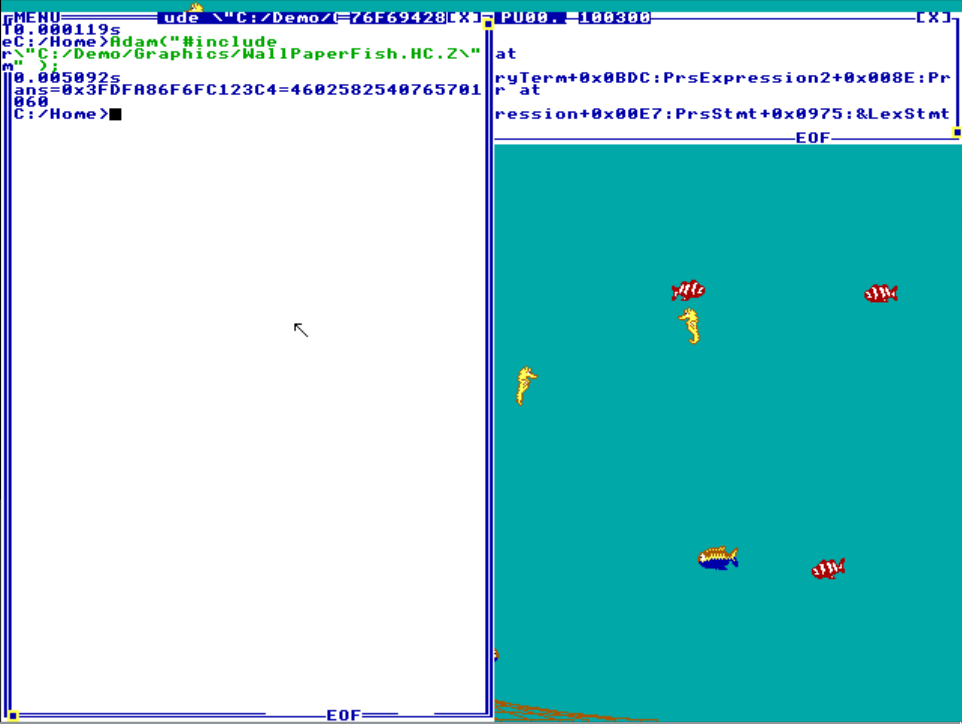 MENU ude \"C:/Demo/( 76F69428[X]
T0.000119s
eC:/Home>Adam("#include
r\"C:/Demo/Graphics/WallPaperFish.HC.Z\"
m" );
0.005092s
ans=0x3FDFA86F6FC123C4=4602582540765701
060
C:/Home>
EOF
PU00. 100300 [X]
at
ryTerm+0x0BDC:PrsExpression2+0x008E:Pr
r at
ression+0x00E7:PrsStmt+0x0975:&LexStmt
EOF